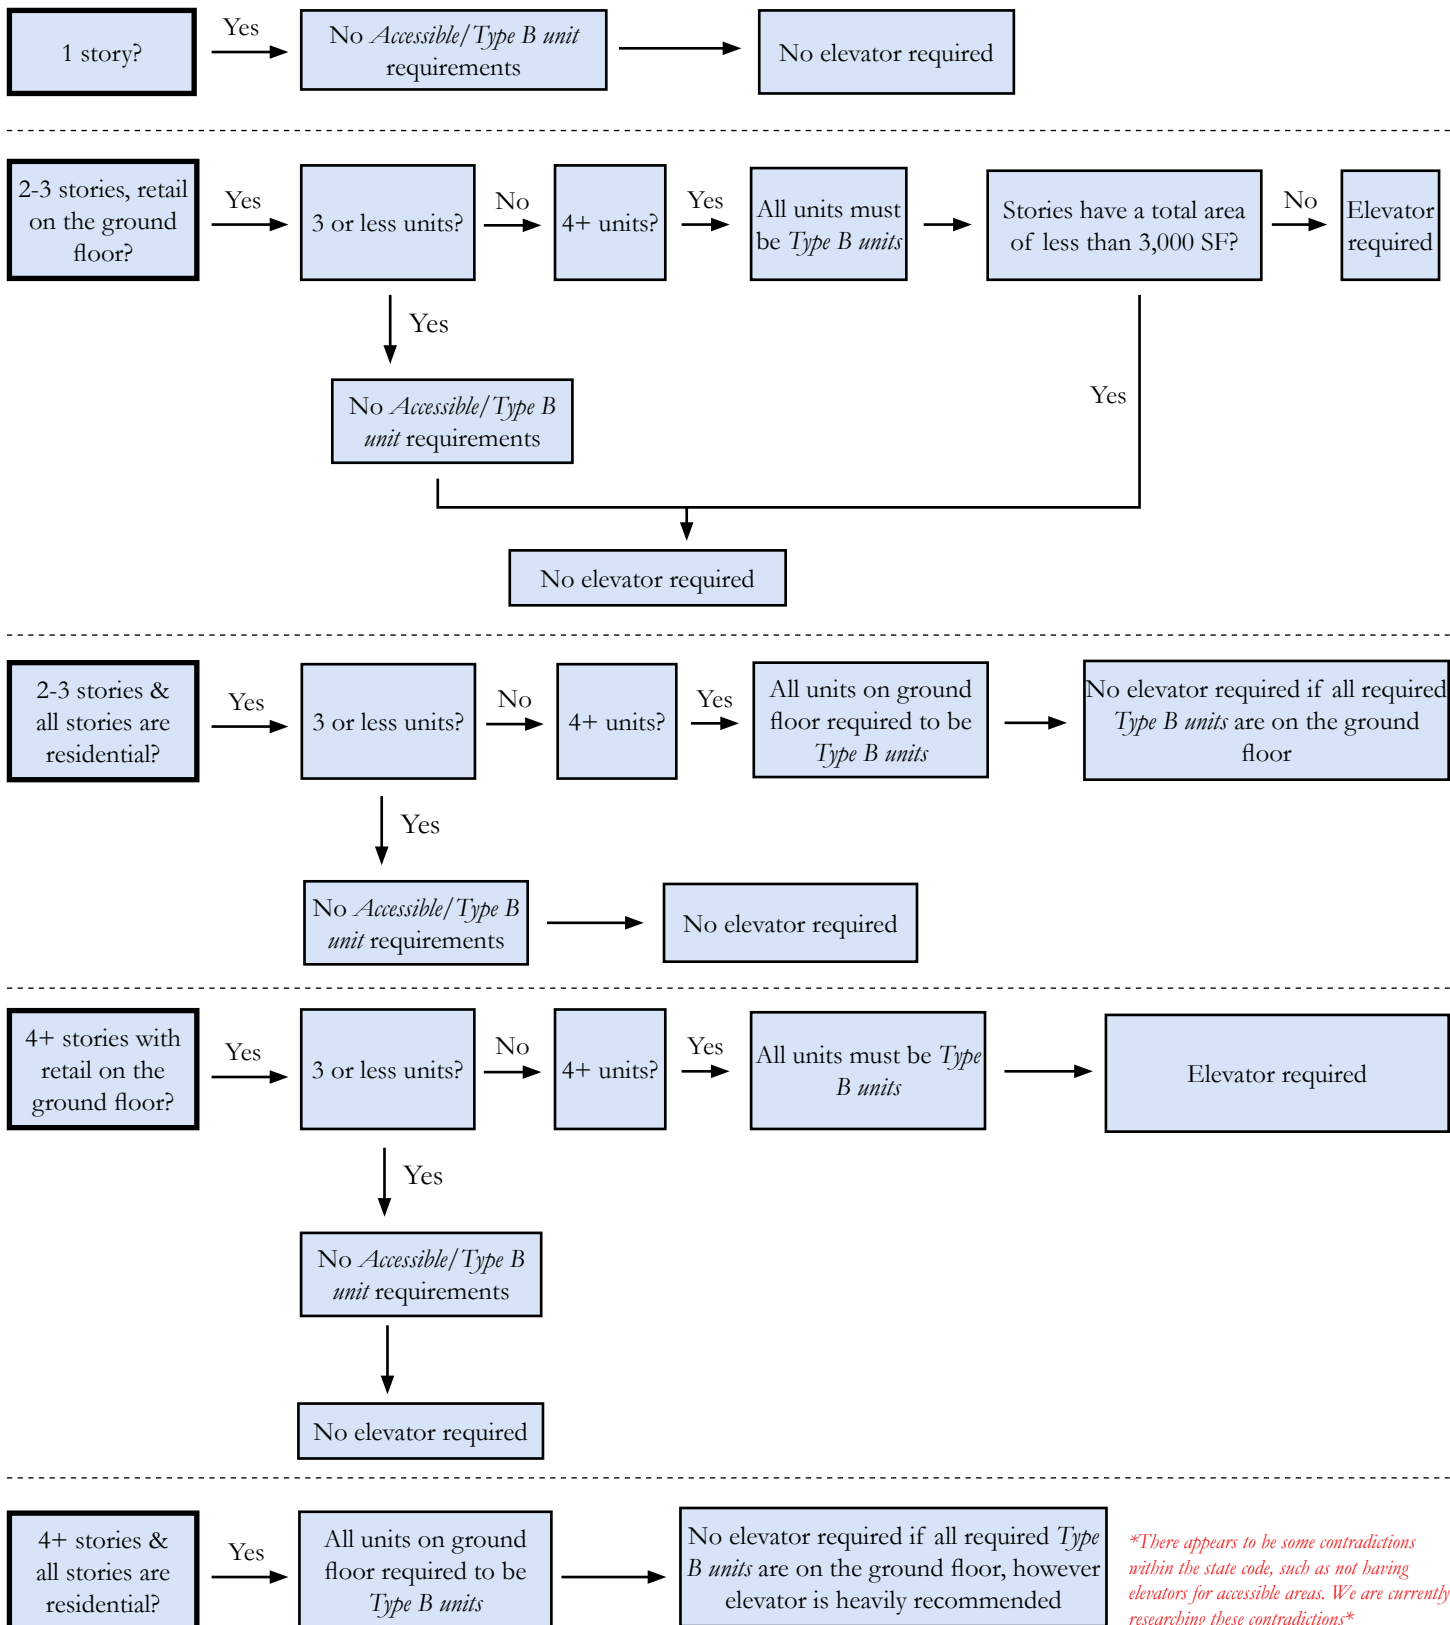 1 story?
Yes
No Accessible/Type B unit
requirements
No elevator required
2-3 stories, retail
on the ground
floor?
Yes
3 or less units?
No
4+ units?
Yes
All units must
be Type B units
Stories have a total area
of less than 3,000 SF?
No
Elevator
required
Yes
No Accessible/Type B
unit requirements
Yes
No elevator required
2-3 stories &
all stories are
residential?
Yes
3 or less units?
No
4+ units?
Yes
All units on ground
floor required to be
Type B units
No elevator required if all required
Type B units are on the ground
floor
Yes
No Accessible/Type B
unit requirements
No elevator required
4+ stories with
retail on the
ground floor?
Yes
3 or less units?
No
4+ units?
Yes
All units must be Type
B units
Elevator required
Yes
No Accessible/Type B
unit requirements
No elevator required
4+ stories &
all stories are
residential?
Yes
All units on ground
floor required to be
Type B units
No elevator required if all required Type
B units are on the ground floor, however
elevator is heavily recommended
*There appears to be some contradictions
within the state code, such as not having
elevators for accessible areas. We are currently
researching these contradictions*